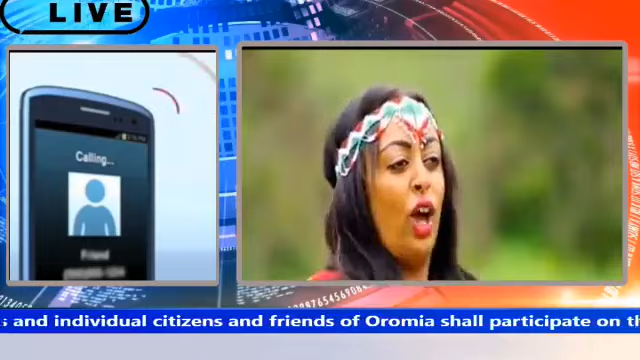 LIVE
Calling...
Friend
s and individual citizens and friends of Oromia shall participate on th